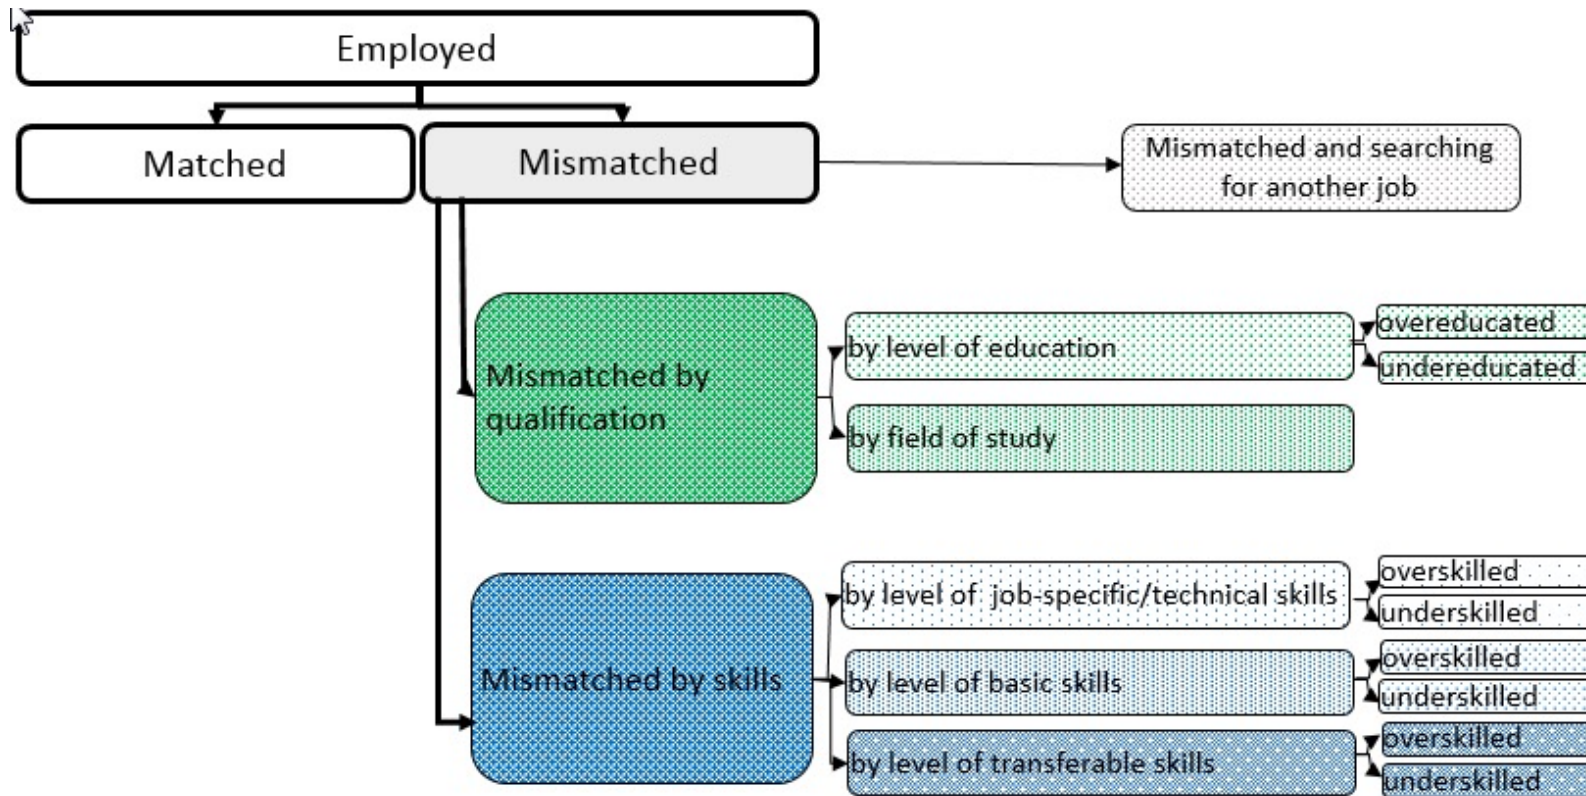 Employed
Matched
Mismatched
Mismatched and searching
for another job
Mismatched by
qualification
by level of education
overeducated
undereducated
by field of study
Mismatched by skills
by level of job-specific/technical skills
overskilled
underskilled
by level of basic skills
overskilled
underskilled
by level of transferable skills
overskilled
underskilled